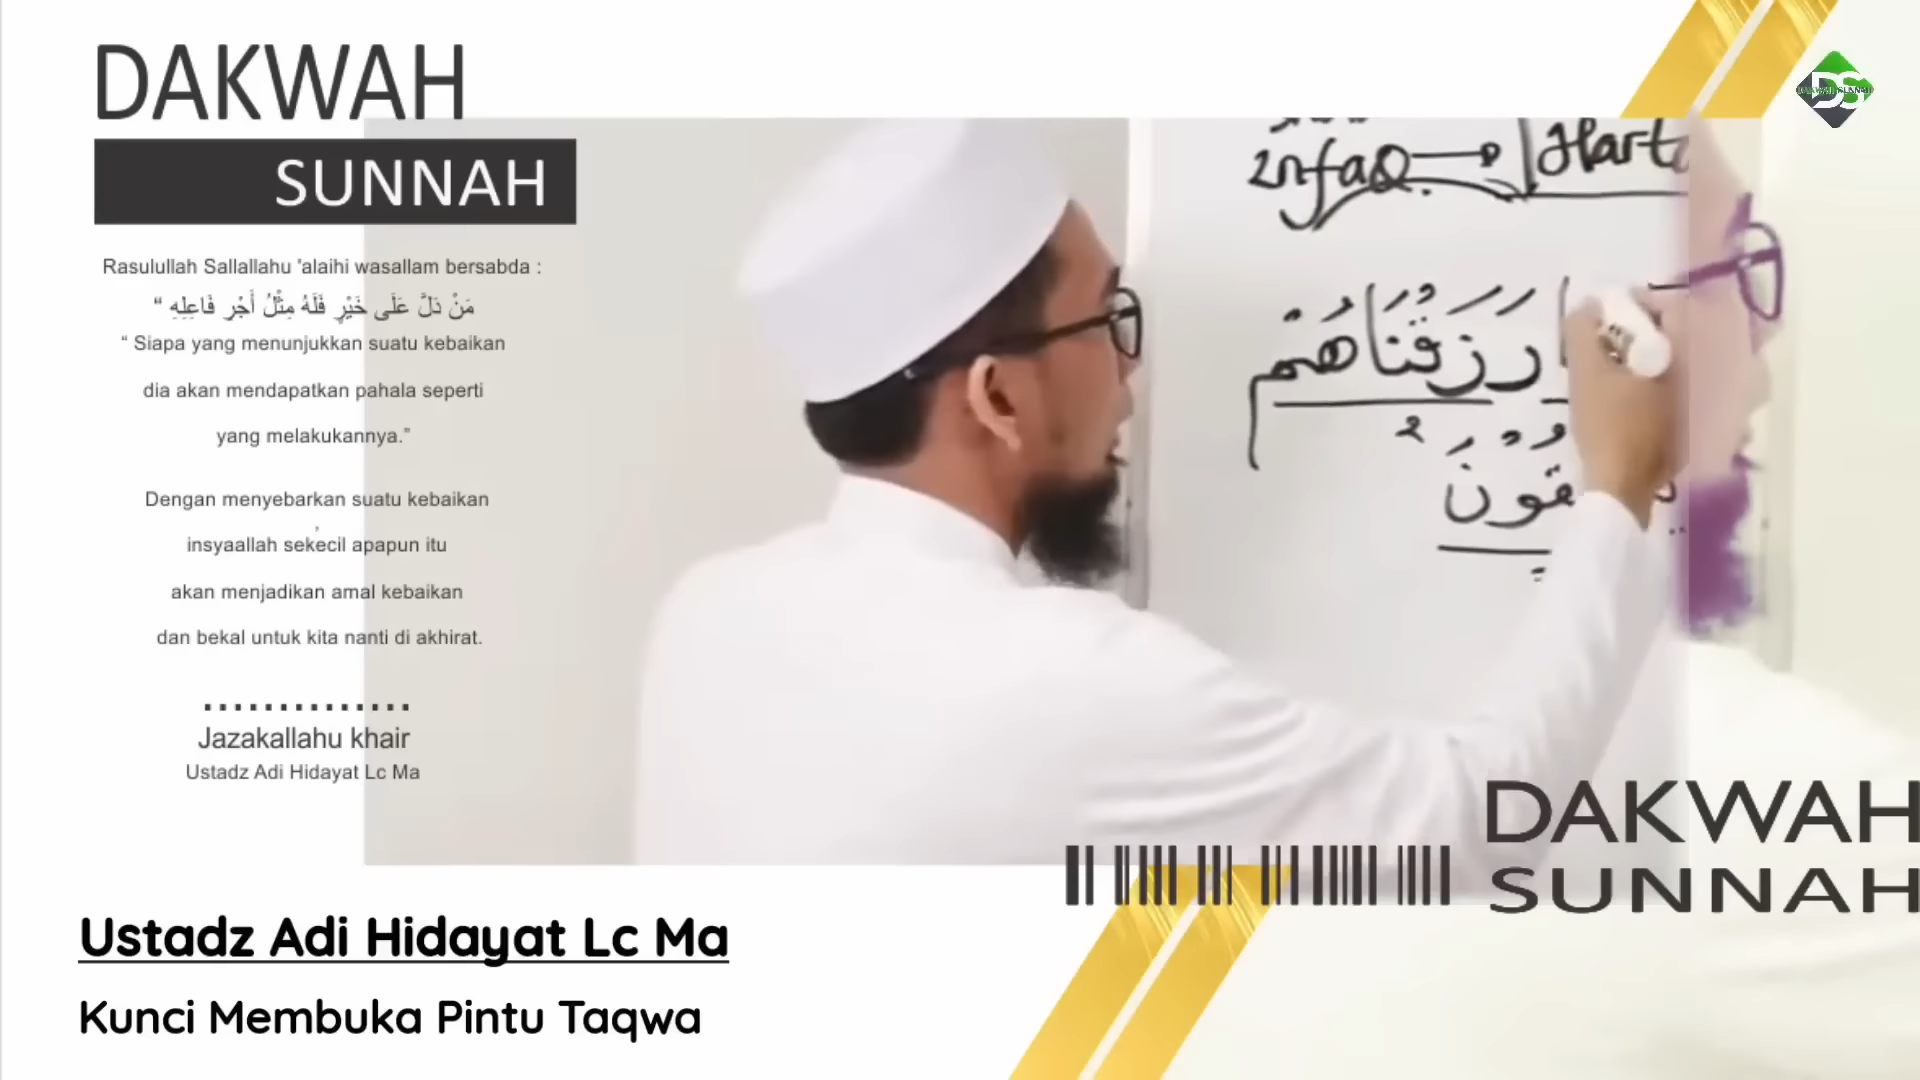 DAKWAH
SUNNAH
Rasulullah Sallallahu 'alaihi wasallam bersabda :
مَنْ دَلَّ عَلَى خَيْرٍ فَلَهُ مِثْلُ أَجْرِ فَاعِلِهِ “
“ Siapa yang menunjukkan suatu kebaikan
dia akan mendapatkan pahala seperti
yang melakukannya.”
Dengan menyebarkan suatu kebaikan
insyaallah sekecil apapun itu
akan menjadikan amal kebaikan
dan bekal untuk kita nanti di akhirat.
Jazakallahu khair
Ustadz Adi Hidayat Lc Ma
InfaQ
Hart
رَزَقْنَاهُمْ
DAKWAH
SUNNAH
Ustadz Adi Hidayat Lc Ma
Kunci Membuka Pintu Taqwa
DS